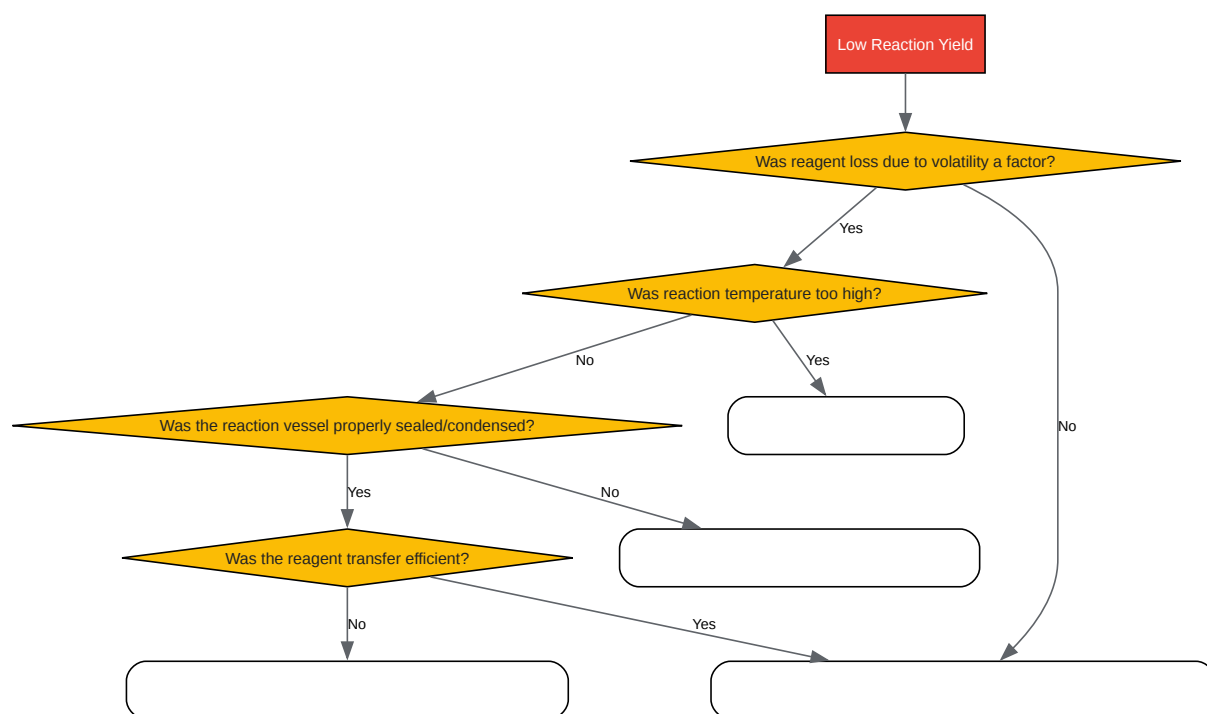 Low Reaction Yield
Was reagent loss due to volatility a factor?
Yes
Was reaction temperature too high?
No
Yes
Was the reaction vessel properly sealed/condensed?
No
Yes
No
Was the reagent transfer efficient?
No
Yes